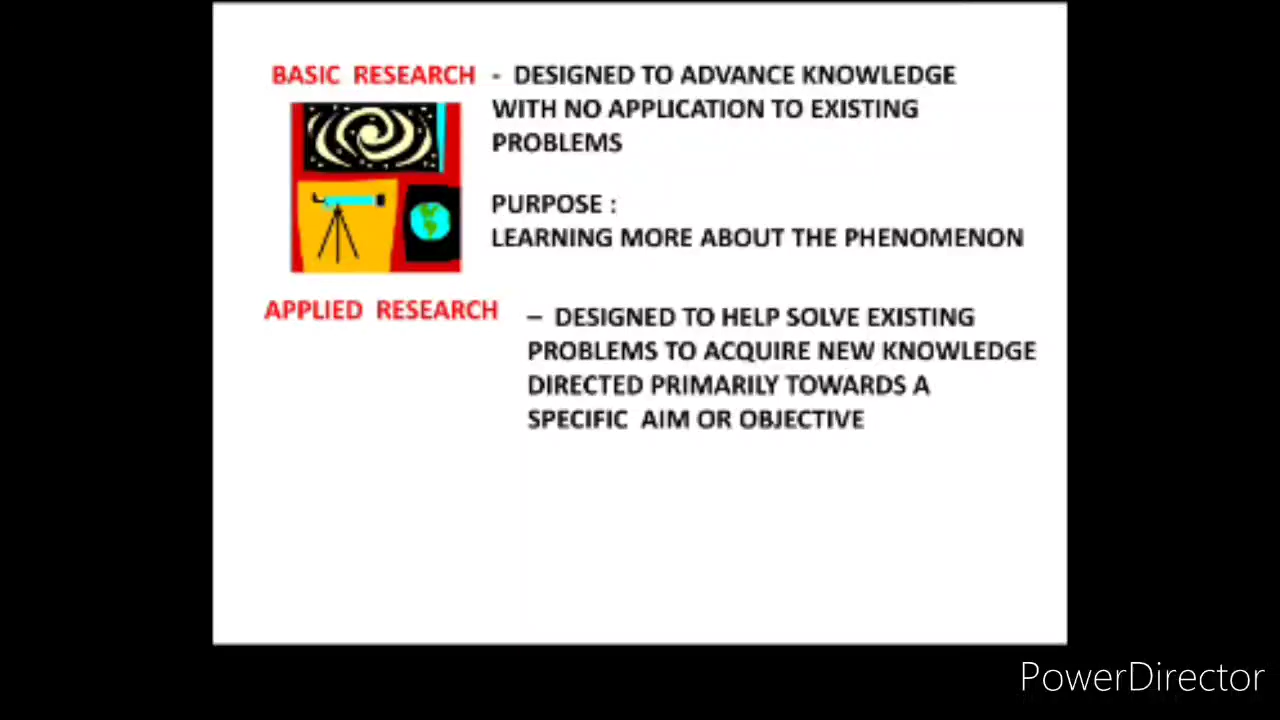 BASIC RESEARCH - DESIGNED TO ADVANCE KNOWLEDGE
WITH NO APPLICATION TO EXISTING
PROBLEMS
PURPOSE :
LEARNING MORE ABOUT THE PHENOMENON
APPLIED RESEARCH – DESIGNED TO HELP SOLVE EXISTING
PROBLEMS TO ACQUIRE NEW KNOWLEDGE
DIRECTED PRIMARILY TOWARDS A
SPECIFIC AIM OR OBJECTIVE
PowerDirector